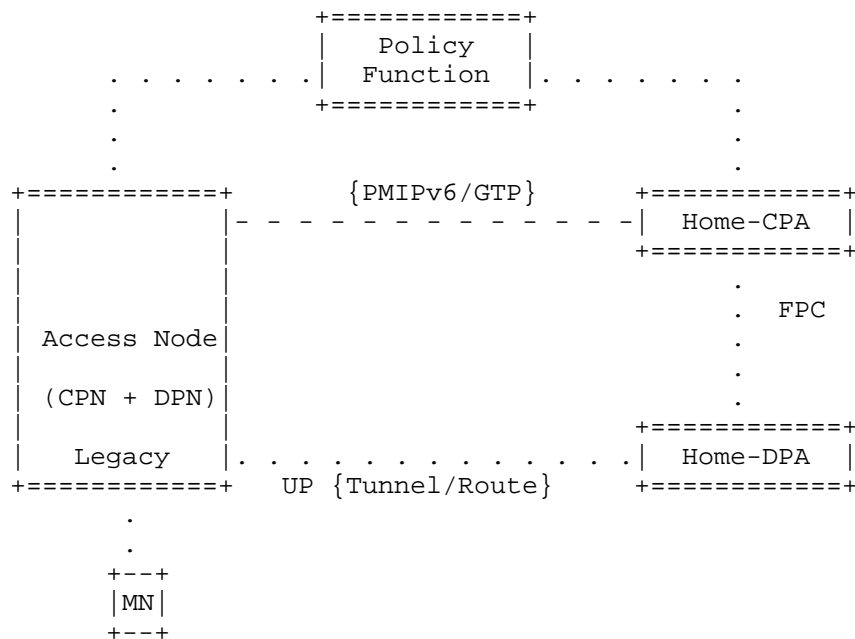 Policy
Function
{PMIPv6/GTP}
Home-CPA
FPC
Access Node
(CPN + DPN)
Legacy
Home-DPA
UP {Tunnel/Route}
MN